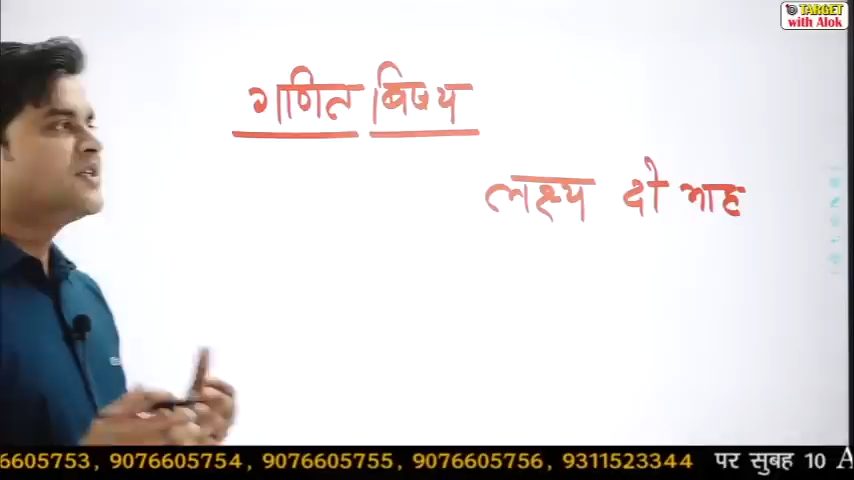 TARGET
with Alok
गणित विषय
लक्ष्य दो माह
6605753, 9076605754, 9076605755, 9076605756, 9311523344 पर सुबह 10 A